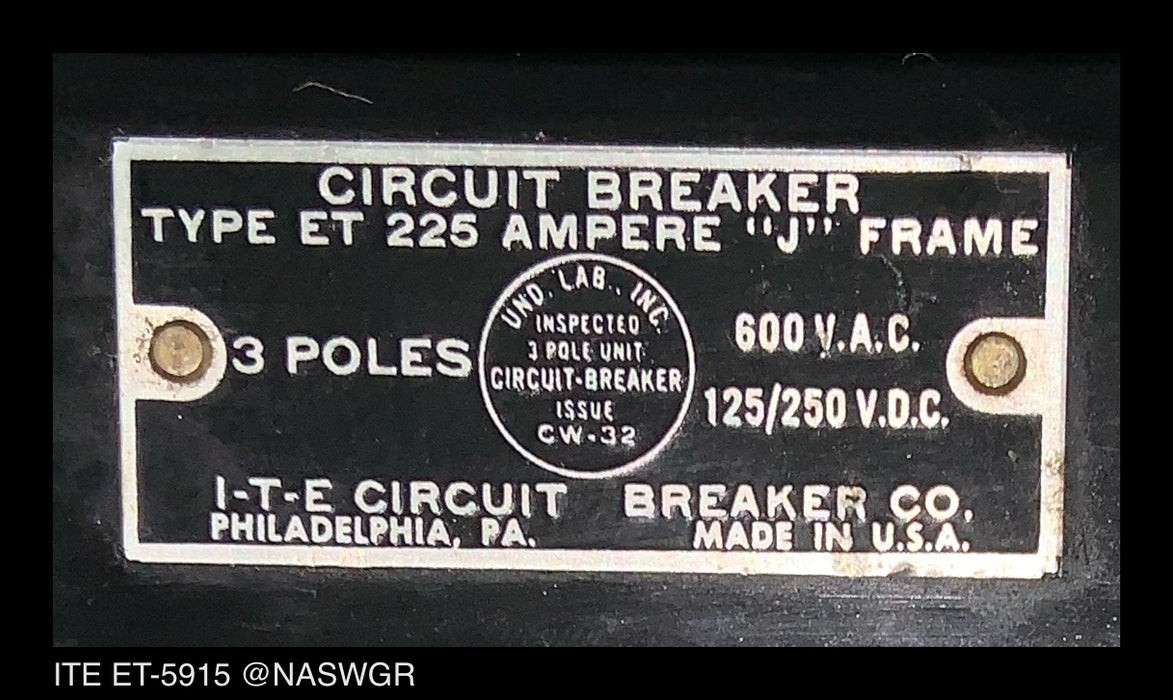 CIRCUIT BREAKER
TYPE ET 225 AMPERE "J" FRAME
UND. LAB., INC.
INSPECTED
3 POLE UNIT
CIRCUIT-BREAKER
ISSUE
CW-32
3 POLES
600 V.A.C.
125/250 V.D.C.
I-T-E CIRCUIT BREAKER CO.
PHILADELPHIA, PA. MADE IN U.S.A.
ITE ET-5915 @NASWGR